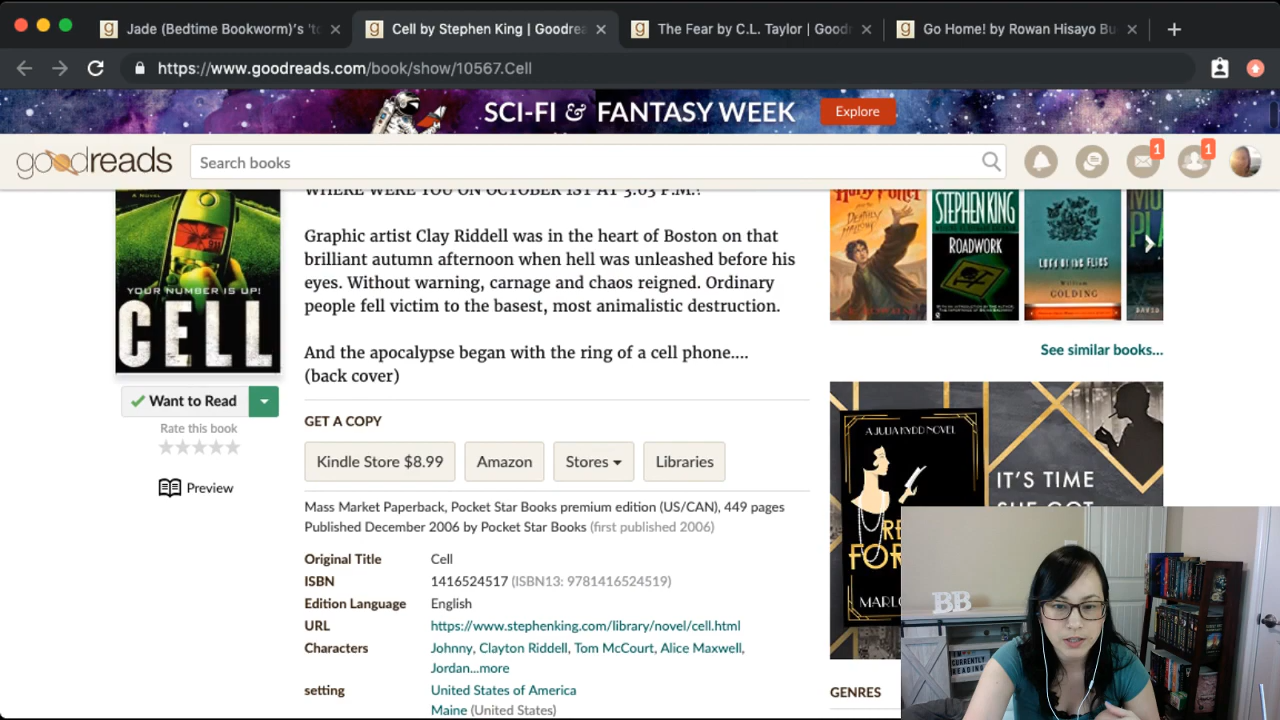 Jade (Bedtime Bookworm)'s 'to
Cell by Stephen King | Goodrea
The Fear by C.L. Taylor | Good
Go Home! by Rowan Hisayo Bu
https://www.goodreads.com/book/show/10567.Cell
SCI-FI & FANTASY WEEK
Explore
goodreads
Search books
1
1
WHERE WERE YOU ON OCTOBER 1ST AT 3:03 P.M.?
Graphic artist Clay Riddell was in the heart of Boston on that
brilliant autumn afternoon when hell was unleashed before his
eyes. Without warning, carnage and chaos reigned. Ordinary
people fell victim to the basest, most animalistic destruction.
And the apocalypse began with the ring of a cell phone....
(back cover)
A NOVEL
YOUR NUMBER IS UP!
CELL
Want to Read
Rate this book
Preview
GET A COPY
Kindle Store $8.99
Amazon
Stores
Libraries
Mass Market Paperback, Pocket Star Books premium edition (US/CAN), 449 pages
Published December 2006 by Pocket Star Books (first published 2006)
Original Title Cell
ISBN 1416524517 (ISBN13: 9781416524519)
Edition Language English
URL https://www.stephenking.com/library/novel/cell.html
Characters Johnny, Clayton Riddell, Tom McCourt, Alice Maxwell,
Jordan...more
setting United States of America
Maine (United States)
Harry Potter
STEPHEN KING
ROADWORK
LORD OF THE FLIES
William
GOLDING
DAVID
See similar books...
A JULIA KYDD NOVEL
RE
FOR
MARLO
IT'S TIME
SHE GOT
GENRES
BB
CURRENTLY
READING